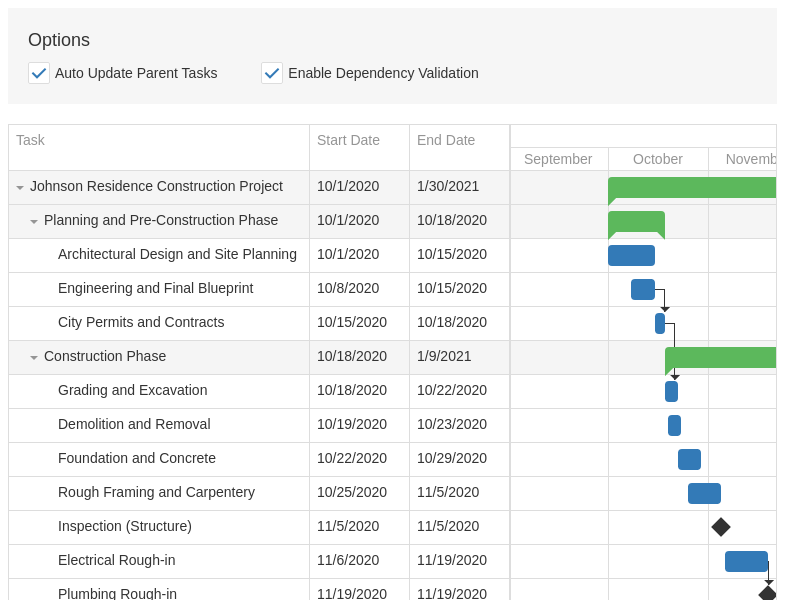 Options
Auto Update Parent Tasks Enable Dependency Validation
Task Start Date End Date
September October Novemb
Johnson Residence Construction Project 10/1/2020 1/30/2021
Planning and Pre-Construction Phase 10/1/2020 10/18/2020
Architectural Design and Site Planning 10/1/2020 10/15/2020
Engineering and Final Blueprint 10/8/2020 10/15/2020
City Permits and Contracts 10/15/2020 10/18/2020
Construction Phase 10/18/2020 1/9/2021
Grading and Excavation 10/18/2020 10/22/2020
Demolition and Removal 10/19/2020 10/23/2020
Foundation and Concrete 10/22/2020 10/29/2020
Rough Framing and Carpentery 10/25/2020 11/5/2020
Inspection (Structure) 11/5/2020 11/5/2020
Electrical Rough-in 11/6/2020 11/19/2020
Plumbing Rough-in 11/19/2020 11/19/2020